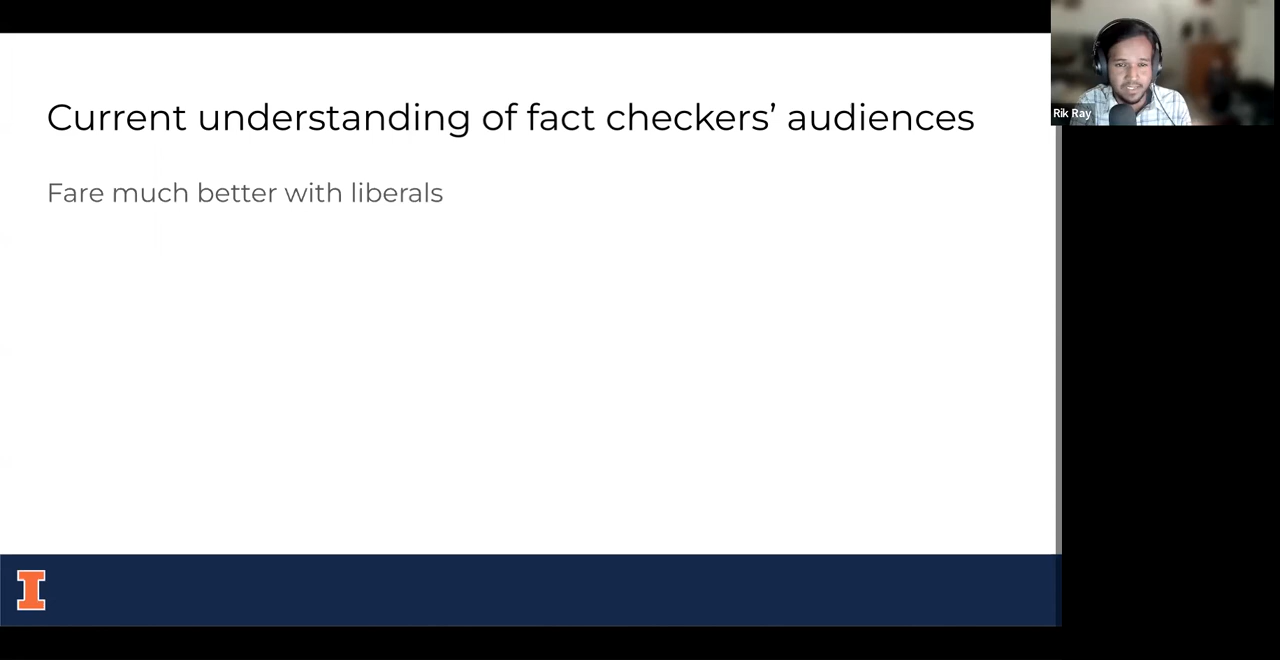 Current understanding of fact checkers’ audiences
Fare much better with liberals
Rik Ray
I